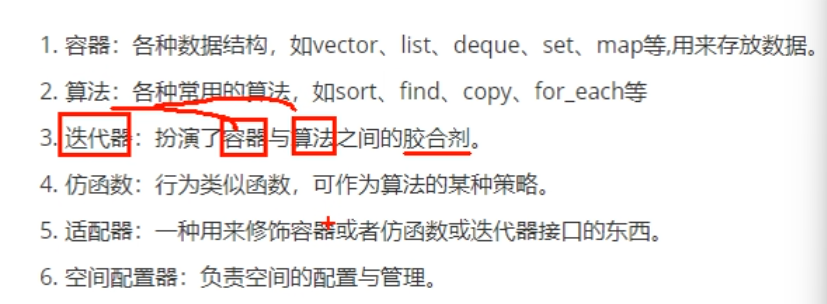 1. 容器：各种数据结构，如vector、list、deque、set、map等,用来存放数据。
2. 算法：各种常用的算法，如sort、find、copy、for_each等
3. 迭代器：扮演了容器与算法之间的胶合剂。
4. 仿函数：行为类似函数，可作为算法的某种策略。
5. 适配器：一种用来修饰容器或者仿函数或迭代器接口的东西。
6. 空间配置器：负责空间的配置与管理。